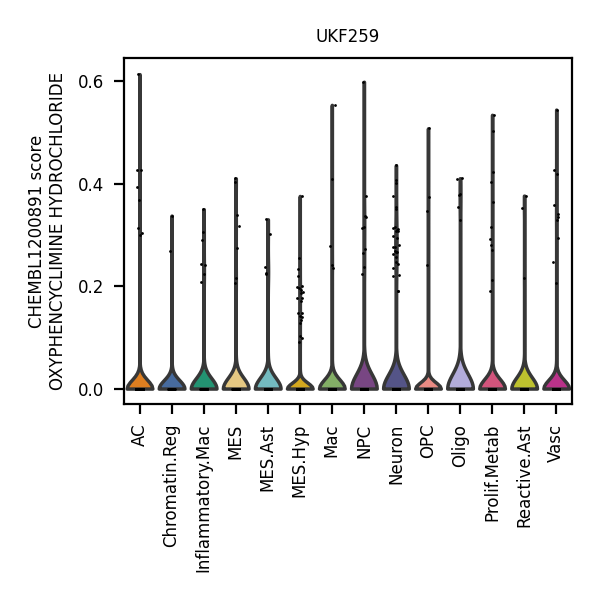 UKF259
CHEMBL1200891 score
OXYPHENCYCLIMINE HYDROCHLORIDE
0.6
0.4
0.2
0.0
AC
Chromatin.Reg
Inflammatory.Mac
MES
MES.Ast
MES.Hyp
Mac
NPC
Neuron
OPC
Oligo
Prolif.Metab
Reactive.Ast
Vasc